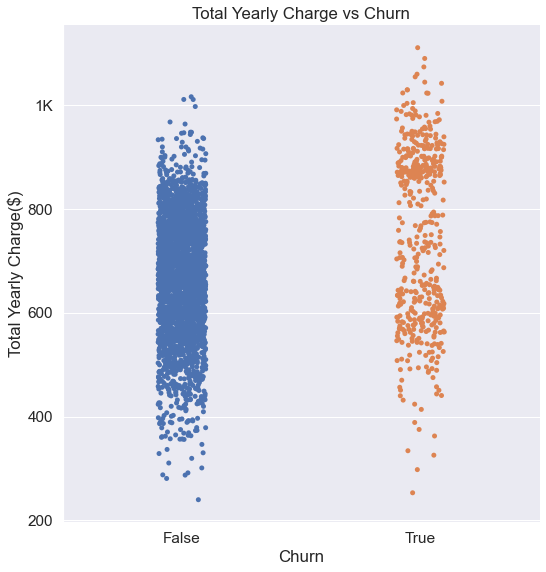 Total Yearly Charge vs Churn
Total Yearly Charge($)
1K
800
600
400
200
False
True
Churn